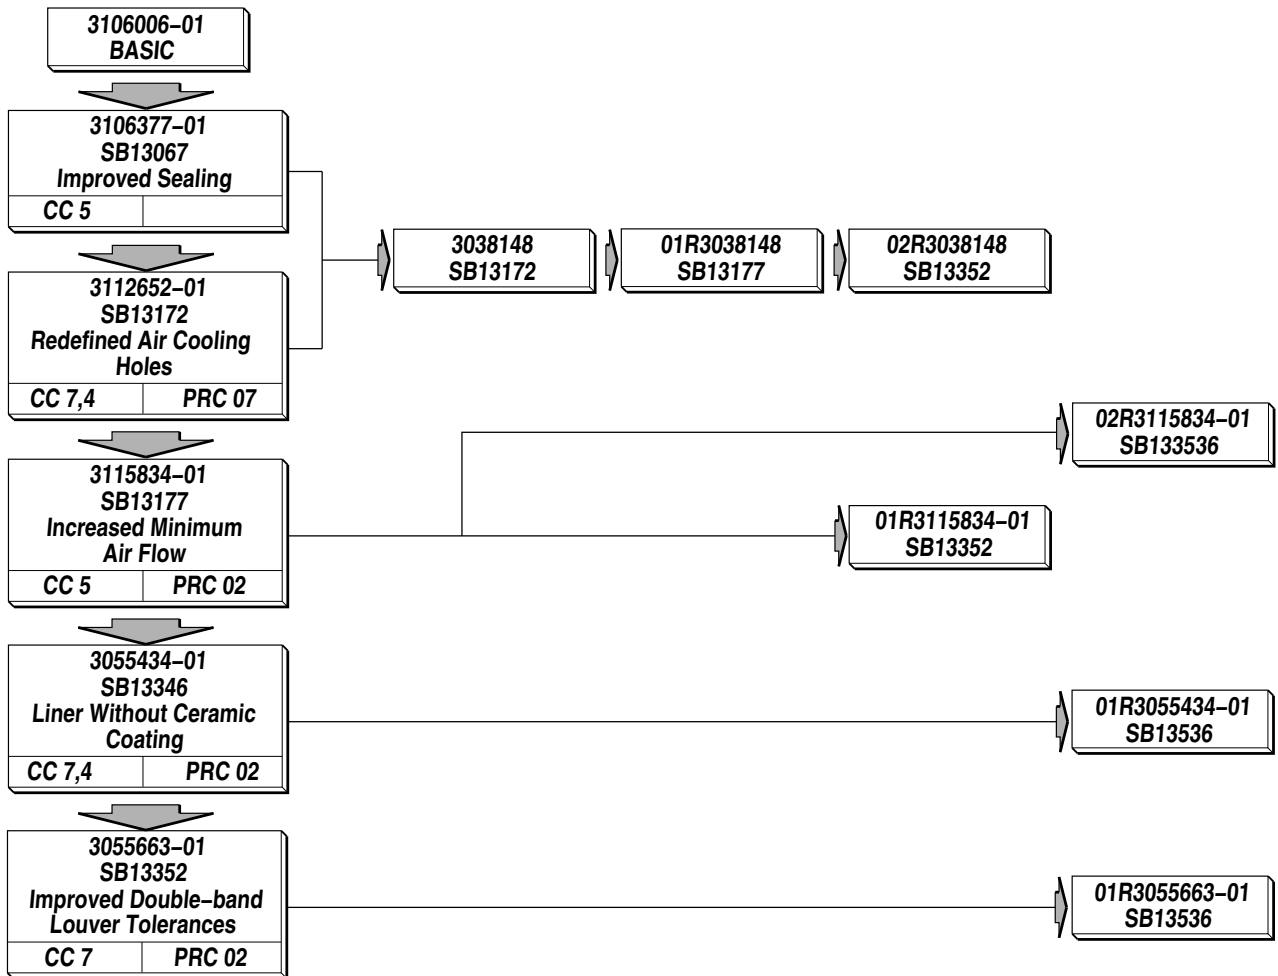 3106006–01
BASIC
3106377–01
SB13067
Improved Sealing
CC 5
3112652–01
SB13172
Redefined Air Cooling
Holes
CC 7,4 PRC 07
3038148
SB13172
01R3038148
SB13177
02R3038148
SB13352
3115834–01
SB13177
Increased Minimum
Air Flow
CC 5 PRC 02
02R3115834–01
SB133536
01R3115834–01
SB13352
3055434–01
SB13346
Liner Without Ceramic
Coating
CC 7,4 PRC 02
01R3055434–01
SB13536
3055663–01
SB13352
Improved Double–band
Louver Tolerances
CC 7 PRC 02
01R3055663–01
SB13536